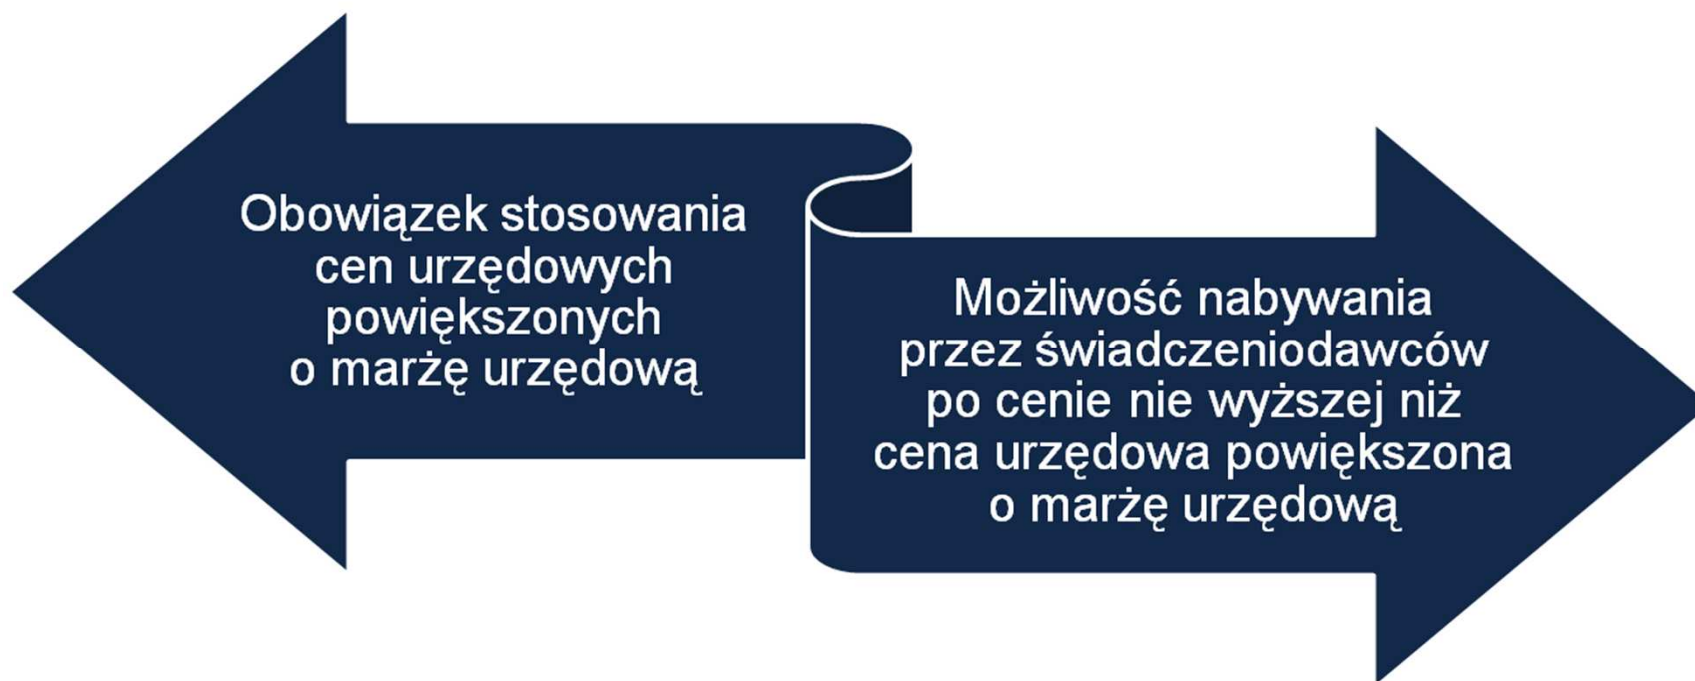 Obowiązek stosowania
cen urzędowych
powiększonych
o marżę urzędową
Możliwość nabywania
przez świadczeniodawców
po cenie nie wyższej niż
cena urzędowa powiększona
o marżę urzędową